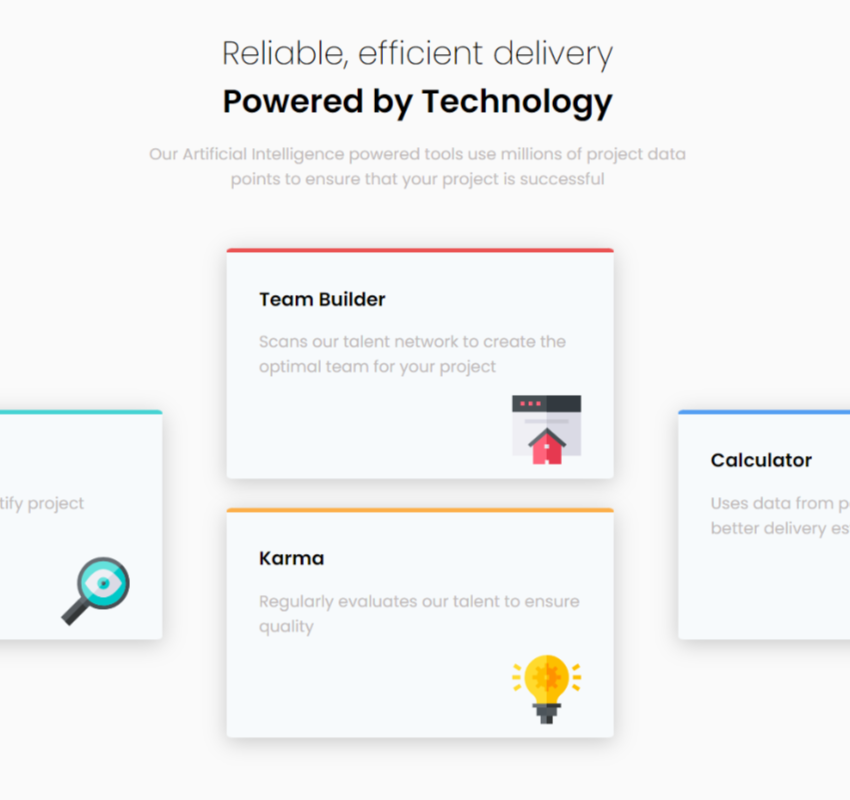 Reliable, efficient delivery
Powered by Technology
Our Artificial Intelligence powered tools use millions of project data
points to ensure that your project is successful
Team Builder
Scans our talent network to create the
optimal team for your project
tify project
Karma
Regularly evaluates our talent to ensure
quality
Calculator
Uses data from p
better delivery es